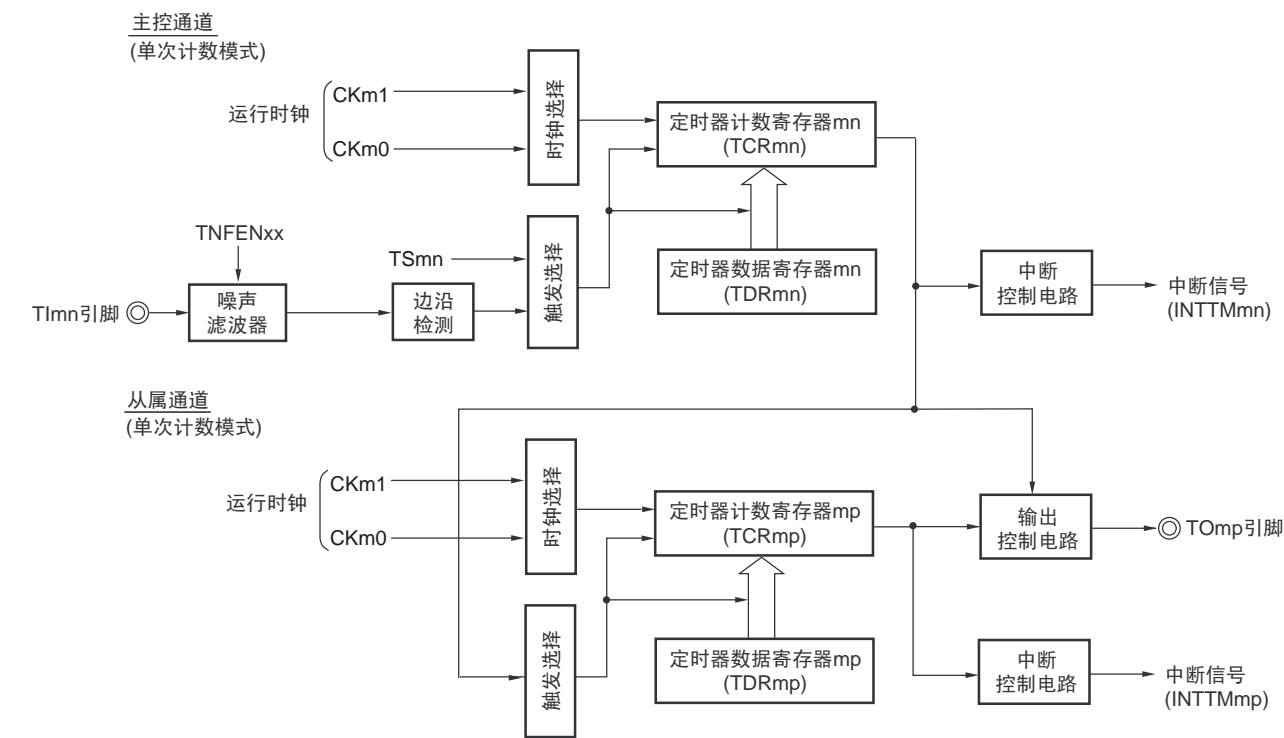 主控通道
(单次计数模式)
运行时钟
CKm1
CKm0
时钟选择
定时器计数寄存器mn
(TCRmn)
TNFENxx
TSmn
触发选择
定时器数据寄存器mn
(TDRmn)
中断
控制电路
中断信号
(INTTMmn)
TImn引脚
噪声
滤波器
边沿
检测
从属通道
(单次计数模式)
运行时钟
CKm1
CKm0
时钟选择
定时器计数寄存器mp
(TCRmp)
输出
控制电路
TOmp引脚
触发选择
定时器数据寄存器mp
(TDRmp)
中断
控制电路
中断信号
(INTTMmp)